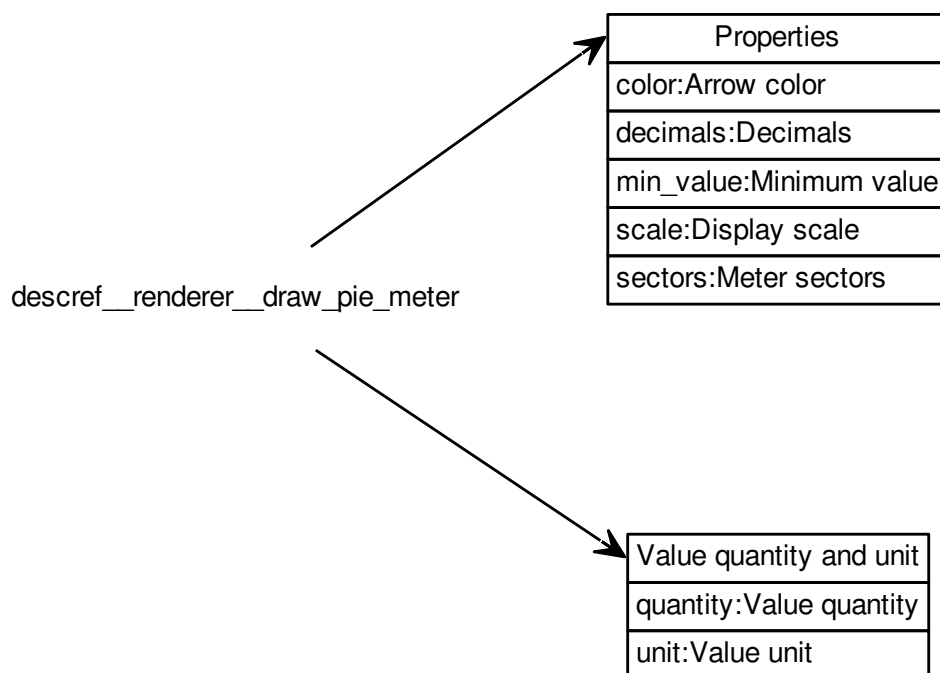 Properties
color:Arrow color
decimals:Decimals
min_value:Minimum value
scale:Display scale
sectors:Meter sectors
descref__renderer__draw_pie_meter
Value quantity and unit
quantity:Value quantity
unit:Value unit